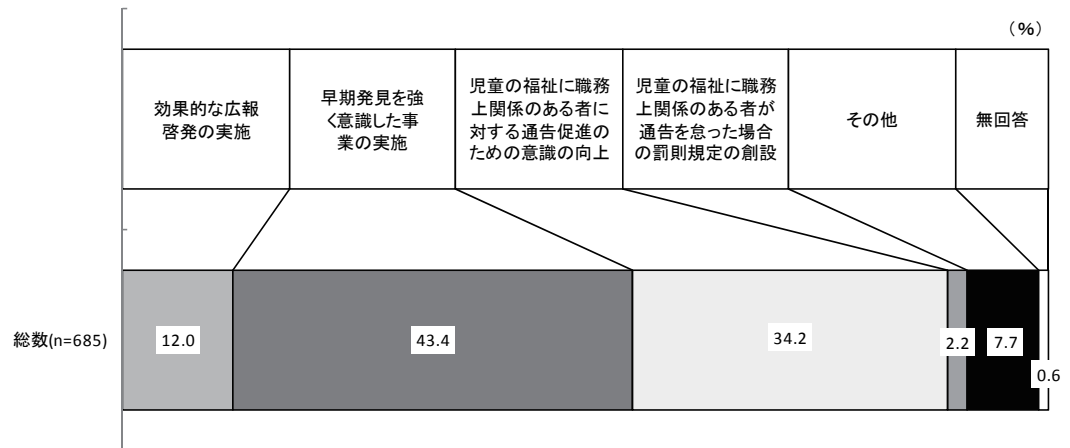 （％）
効果的な広報
啓発の実施
早期発見を強
く意識した事
業の実施
児童の福祉に職務
上関係のある者に
対する通告促進の
ための意識の向上
児童の福祉に職務
上関係のある者が
通告を怠った場合
の罰則規定の創設
その他
無回答
総数(n=685)
12.0
43.4
34.2
2.2
7.7
0.6